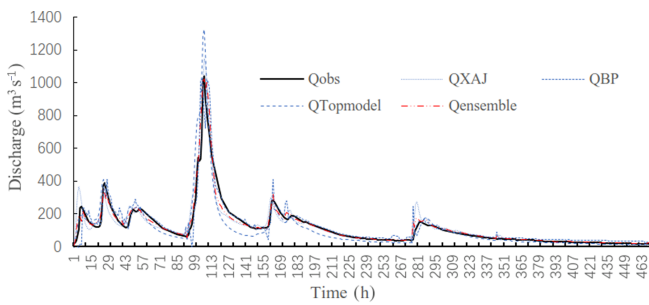 1400
1200
1000
800
600
400
200
0
Discharge (m³ s⁻¹)
Qobs QXAJ QBP
QTopmodel Qensemble
1 15 29 43 57 71 85 99 113 127 141 155 169 183 197 211 225 239 253 267 281 295 309 323 337 351 365 379 393 407 421 435 449 463
Time (h)